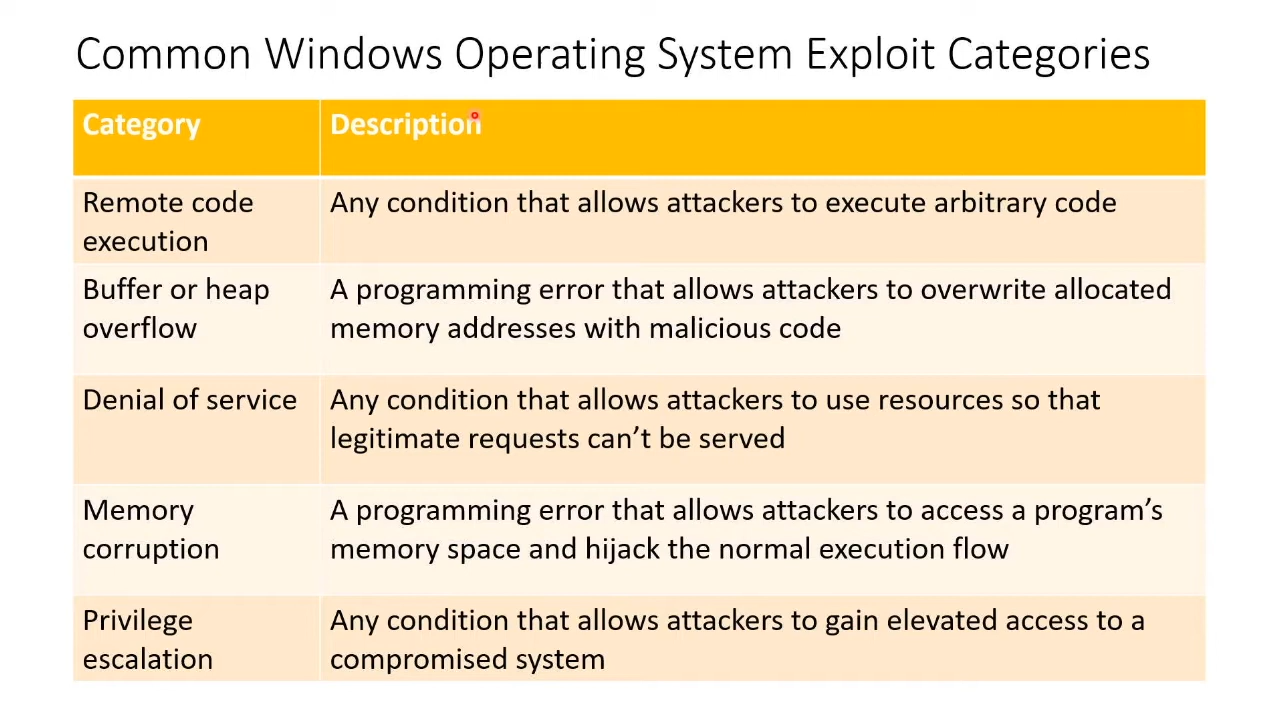 Common Windows Operating System Exploit Categories
Category
Description
Remote code
execution
Any condition that allows attackers to execute arbitrary code
Buffer or heap
overflow
A programming error that allows attackers to overwrite allocated
memory addresses with malicious code
Denial of service
Any condition that allows attackers to use resources so that
legitimate requests can’t be served
Memory
corruption
A programming error that allows attackers to access a program’s
memory space and hijack the normal execution flow
Privilege
escalation
Any condition that allows attackers to gain elevated access to a
compromised system